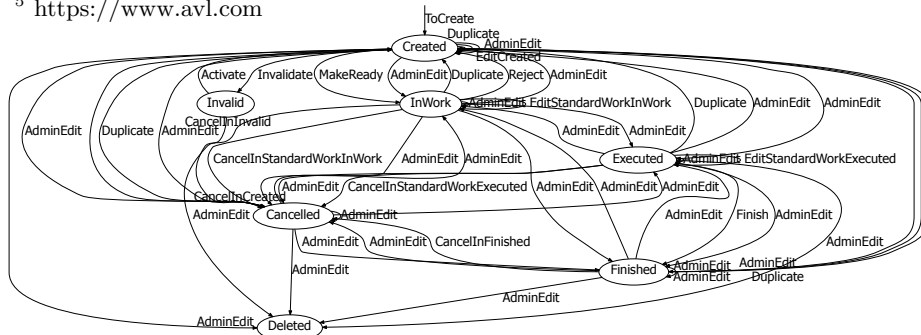 5 https://www.avl.com
ToCreate
Duplicate
Created AdminEdit
EditCreated
Activate Invalidate MakeReady AdminEdit Duplicate Reject AdminEdit
Invalid InWork AdminEdit EditStandardWorkInWork Duplicate AdminEdit AdminEdit
CancelInInvalid
AdminEdit Duplicate AdminEdit AdminEdit AdminEdit
CancelInStandardWorkInWork AdminEdit AdminEdit Executed AdminEdit EditStandardWorkExecuted
AdminEdit CancelInStandardWorkExecuted AdminEdit AdminEdit AdminEdit
CancelInCreated
AdminEdit Cancelled AdminEdit AdminEdit Finish AdminEdit
AdminEdit AdminEdit CancelInFinished AdminEdit
AdminEdit Finished AdminEdit AdminEdit
AdminEdit Duplicate
AdminEdit
AdminEdit Deleted